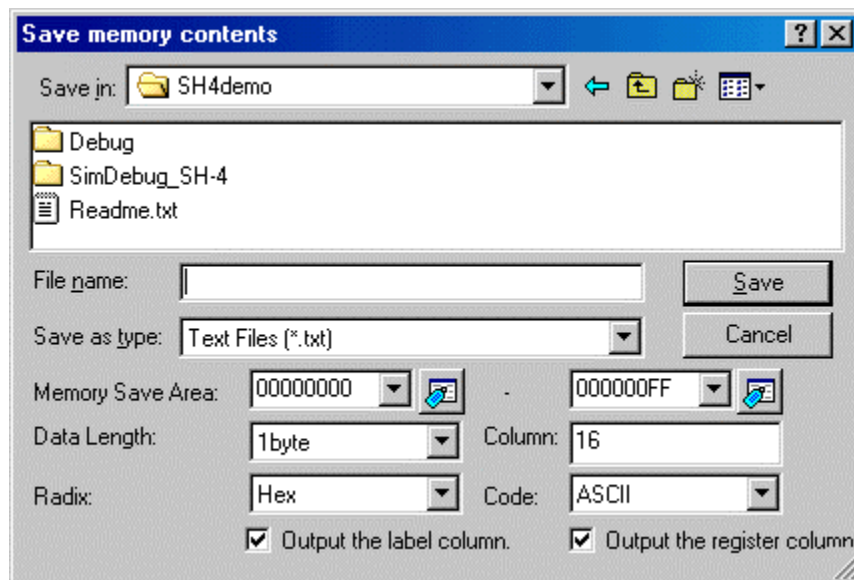 Save memory contents
Save in: SH4demo
Debug
SimDebug_SH-4
Readme.txt
File name: Save
Save as type: Text Files (*.txt) Cancel
Memory Save Area: 00000000 - 000000FF
Data Length: 1byte Column: 16
Radix: Hex Code: ASCII
Output the label column. Output the register column